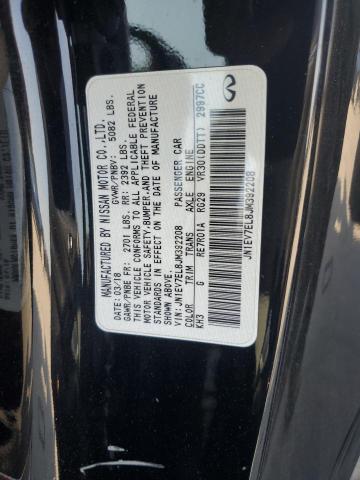 MANUFACTURED BY NISSAN MOTOR CO.,LTD.
DATE: 03/18 GVWR/PNBV: 5082 LBS.
GAWR/PNBE FR: 2701 LBS. RR: 2392 LBS.
THIS VEHICLE CONFORMS TO ALL APPLICABLE FEDERAL
MOTOR VEHICLE SAFETY,BUMPER,AND THEFT PREVENTION
STANDARDS IN EFFECT ON THE DATE OF MANUFACTURE
SHOWN ABOVE.
VIN:JN1EV7EL8JM392208 PASSENGER CAR
COLOR TRIM TRANS AXLE ENGINE
KH3 G RE7R01A RG29 VR30(DDTT) 2997CC
JN1EV7EL8JM392208